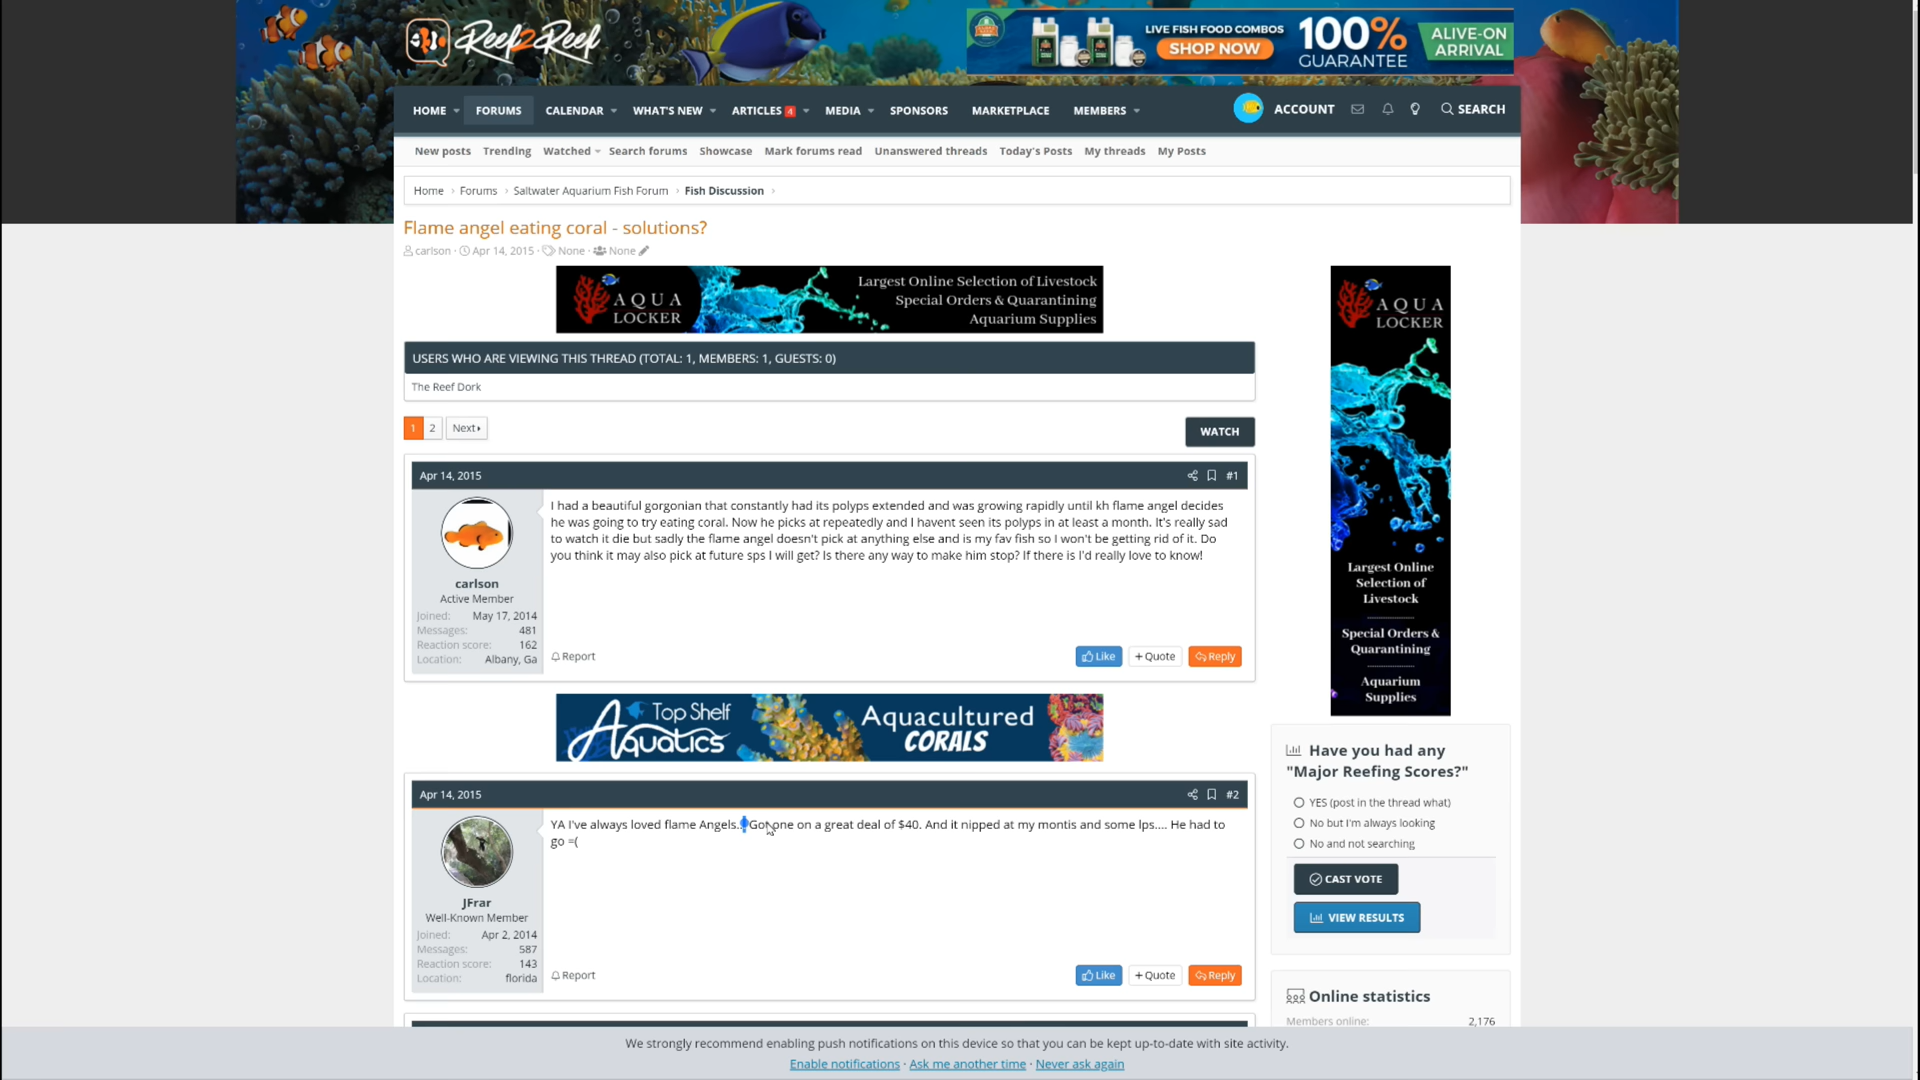 Reef2Reef
LIVE FISH FOOD COMBOS
SHOP NOW
100%
GUARANTEE
ALIVE-ON
ARRIVAL
HOME
FORUMS
CALENDAR
WHAT'S NEW
ARTICLES 4
MEDIA
SPONSORS
MARKETPLACE
MEMBERS
ACCOUNT
SEARCH
New posts
Trending
Watched
Search forums
Showcase
Mark forums read
Unanswered threads
Today's Posts
My threads
My Posts
Home › Forums › Saltwater Aquarium Fish Forum › Fish Discussion ›
Flame angel eating coral - solutions?
carlson · Apr 14, 2015 · None · None
AQUA
LOCKER
Largest Online Selection of Livestock
Special Orders & Quarantining
Aquarium Supplies
USERS WHO ARE VIEWING THIS THREAD (TOTAL: 1, MEMBERS: 1, GUESTS: 0)
The Reef Dork
1 2 Next
WATCH
Apr 14, 2015
#1
carlson
Active Member
Joined: May 17, 2014
Messages: 481
Reaction score: 162
Location: Albany, Ga
I had a beautiful gorgonian that constantly had its polyps extended and was growing rapidly until kh flame angel decides
he was going to try eating coral. Now he picks at repeatedly and I havent seen its polyps in at least a month. It's really sad
to watch it die but sadly the flame angel doesn't pick at anything else and is my fav fish so I won't be getting rid of it. Do
you think it may also pick at future sps I will get? Is there any way to make him stop? If there is I'd really love to know!
Report
Like
+Quote
Reply
Top Shelf
Aquatics
Aquacultured
CORALS
Apr 14, 2015
#2
JFrar
Well-Known Member
Joined: Apr 2, 2014
Messages: 587
Reaction score: 143
Location: florida
YA I've always loved flame Angels.. Got one on a great deal of $40. And it nipped at my montis and some lps.... He had to
go =(
Report
Like
+Quote
Reply
AQUA
LOCKER
Largest Online
Selection of
Livestock
Special Orders &
Quarantining
Aquarium
Supplies
Have you had any
"Major Reefing Scores?"
YES (post in the thread what)
No but I'm always looking
No and not searching
CAST VOTE
VIEW RESULTS
Online statistics
Members online: 2,176
We strongly recommend enabling push notifications on this device so that you can be kept up-to-date with site activity.
Enable notifications · Ask me another time · Never ask again